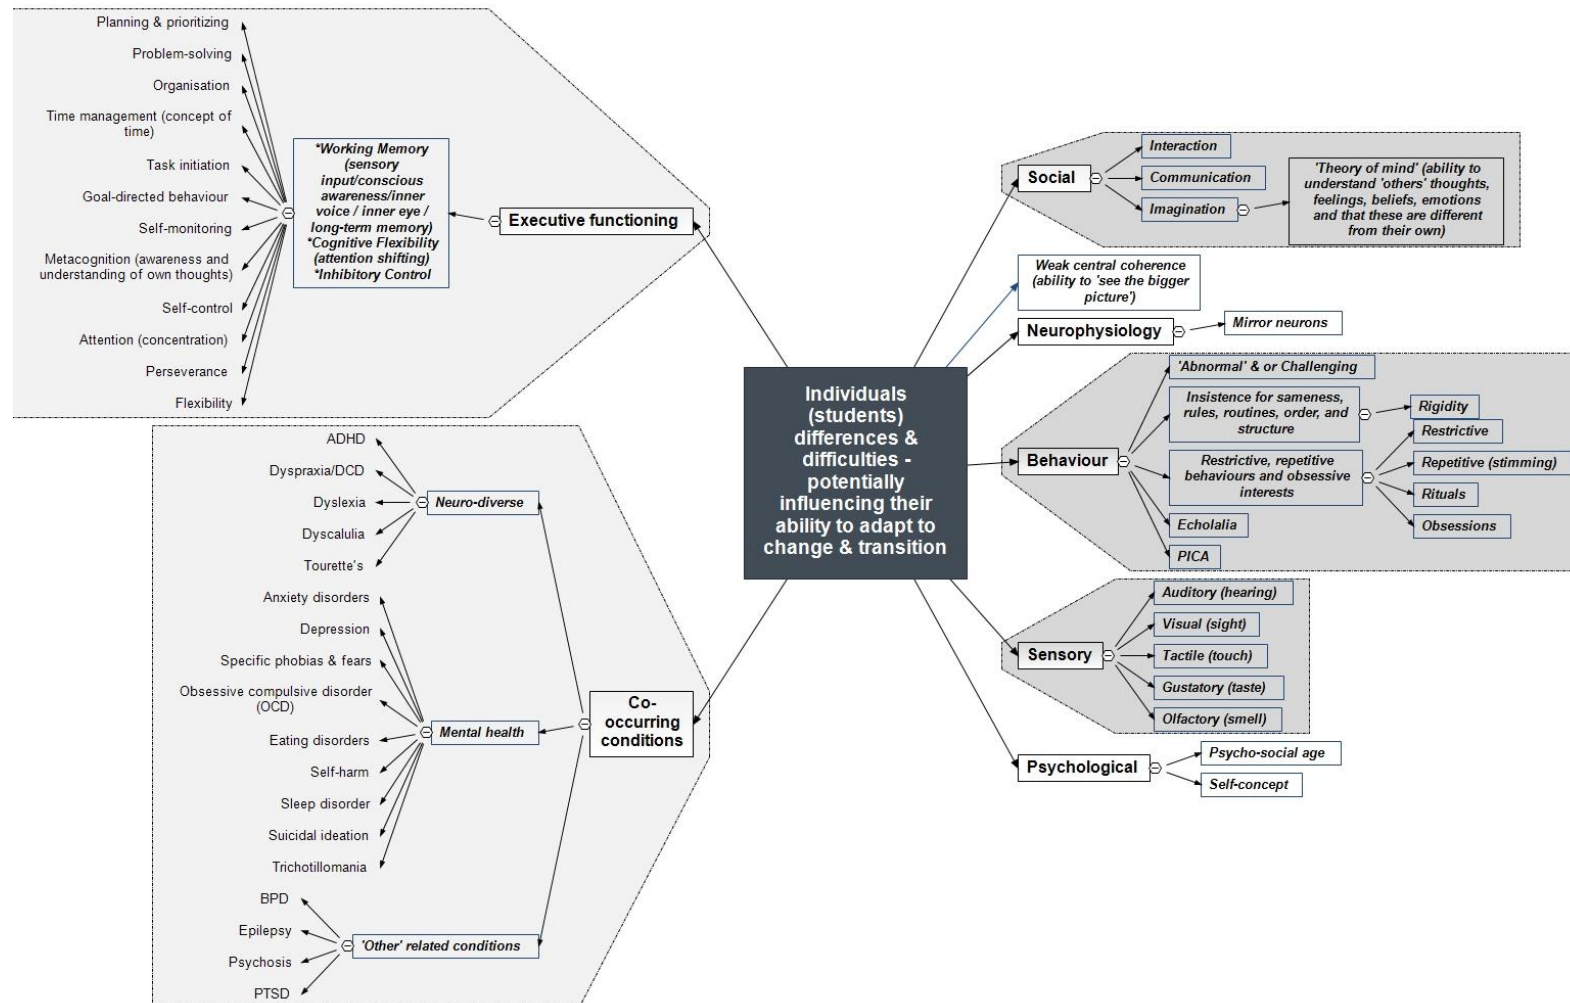 Planning & prioritizing
Problem-solving
Organisation
Time management (concept of
time)
Task initiation
Goal-directed behaviour
Self-monitoring
Metacognition (awareness and
understanding of own thoughts)
Self-control
Attention (concentration)
Perseverance
Flexibility
*Working Memory
(sensory
input/conscious
awareness/inner
voice / inner eye /
long-term memory)
*Cognitive Flexibility
(attention shifting)
*Inhibitory Control
Executive functioning
ADHD
Dyspraxia/DCD
Dyslexia
Dyscalulia
Tourette's
Neuro-diverse
Anxiety disorders
Depression
Specific phobias & fears
Obsessive compulsive disorder
(OCD)
Eating disorders
Self-harm
Sleep disorder
Suicidal ideation
Trichotillomania
Mental health
BPD
Epilepsy
Psychosis
PTSD
'Other' related conditions
Co-
occurring
conditions
Individuals
(students)
differences &
difficulties -
potentially
influencing their
ability to adapt to
change & transition
Social
Interaction
Communication
Imagination
'Theory of mind' (ability to
understand 'others' thoughts,
feelings, beliefs, emotions
and that these are different
from their own)
Weak central coherence
(ability to 'see the bigger
picture')
Neurophysiology
Mirror neurons
Behaviour
'Abnormal' & or Challenging
Insistence for sameness,
rules, routines, order, and
structure
Rigidity
Restrictive, repetitive
behaviours and obsessive
interests
Restrictive
Repetitive (stimming)
Rituals
Obsessions
Echolalia
PICA
Sensory
Auditory (hearing)
Visual (sight)
Tactile (touch)
Gustatory (taste)
Olfactory (smell)
Psychological
Psycho-social age
Self-concept